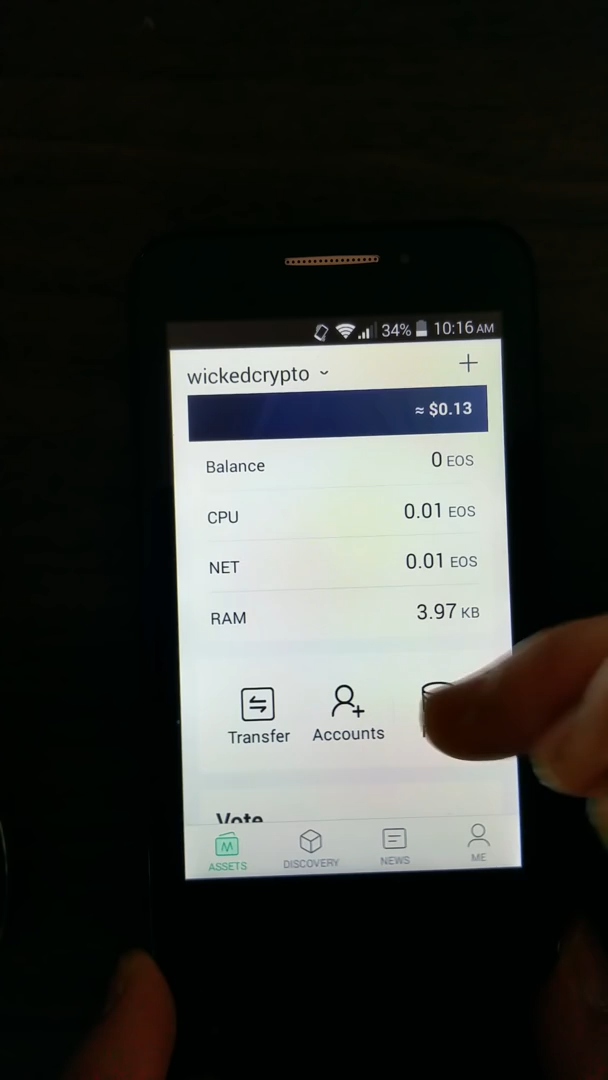 34% 10:16 AM
wickedcrypto
≈ $0.13
Balance 0 EOS
CPU 0.01 EOS
NET 0.01 EOS
RAM 3.97 KB
Transfer Accounts
Vote
ASSETS DISCOVERY NEWS ME